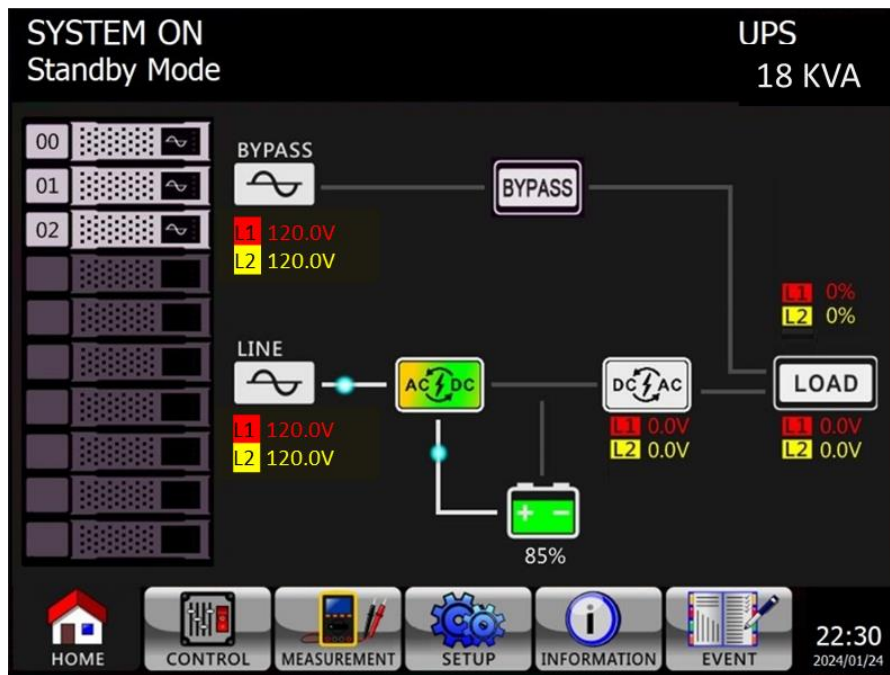 SYSTEM ON
Standby Mode
UPS
18 KVA
00
01
02
BYPASS
L1 120.0V
L2 120.0V
BYPASS
L1 0%
L2 0%
LINE
L1 120.0V
L2 120.0V
AC DC
DC AC
L1 0.0V
L2 0.0V
LOAD
L1 0.0V
L2 0.0V
+ −
85%
HOME
CONTROL
MEASUREMENT
SETUP
INFORMATION
EVENT
22:30
2024/01/24